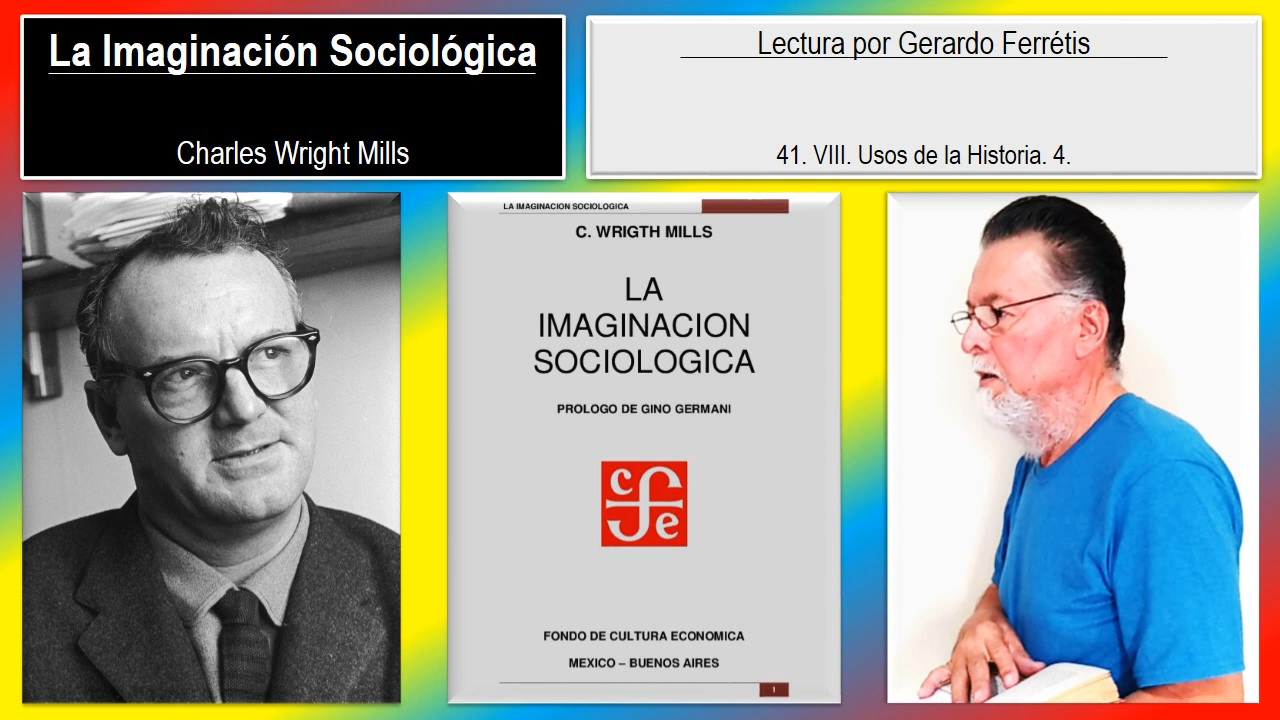 La Imaginación Sociológica
Charles Wright Mills
Lectura por Gerardo Ferrétis
41. VIII. Usos de la Historia. 4.
LA IMAGINACION SOCIOLOGICA
C. WRIGTH MILLS
LA
IMAGINACION
SOCIOLOGICA
PROLOGO DE GINO GERMANI
cfe
FONDO DE CULTURA ECONOMICA
MEXICO – BUENOS AIRES
1